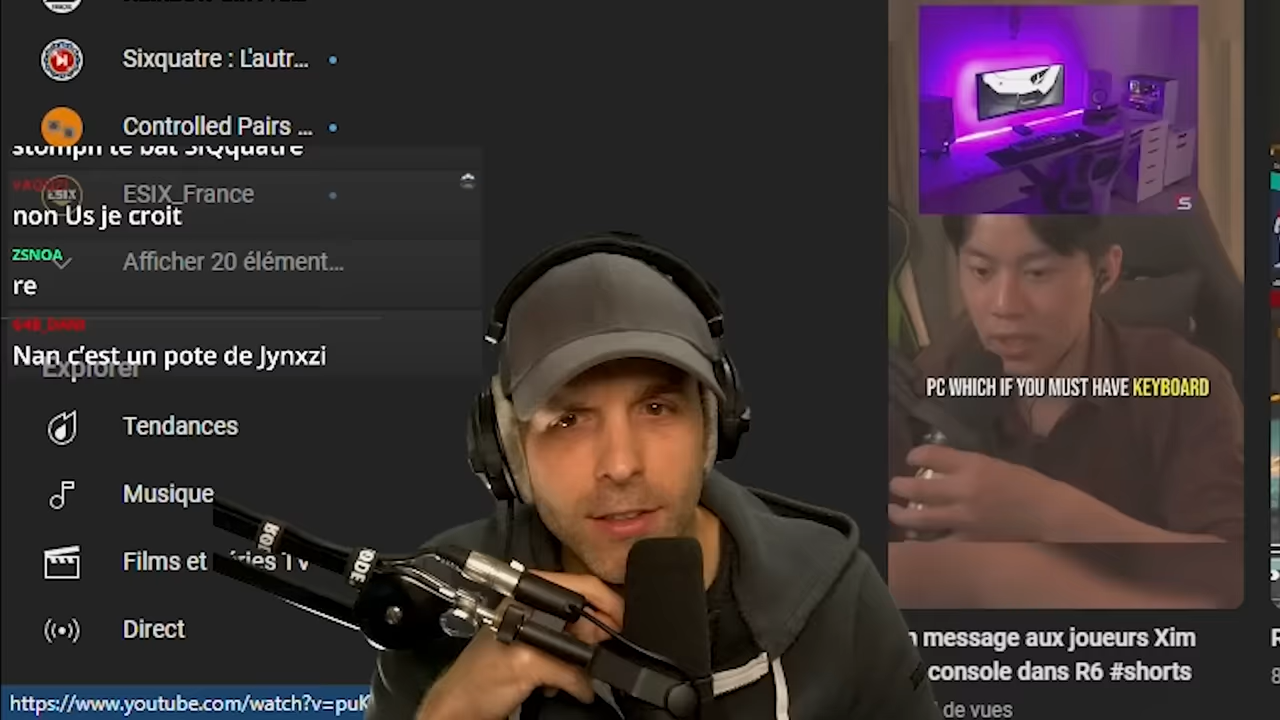 Sixquatre : L'autr...
Controlled Pairs ...
stomph te bat SiQquatre
ESIX_France
non Us je croit
ZSNOA
Afficher 20 élément...
re
Nan c'est un pote de Jynxzi
Explorer
Tendances
Musique
Films et
TV
Direct
https://www.youtube.com/watch?v=puK
PC WHICH IF YOU MUST HAVE KEYBOARD
message aux joueurs Xim
console dans R6 #shorts
de vues